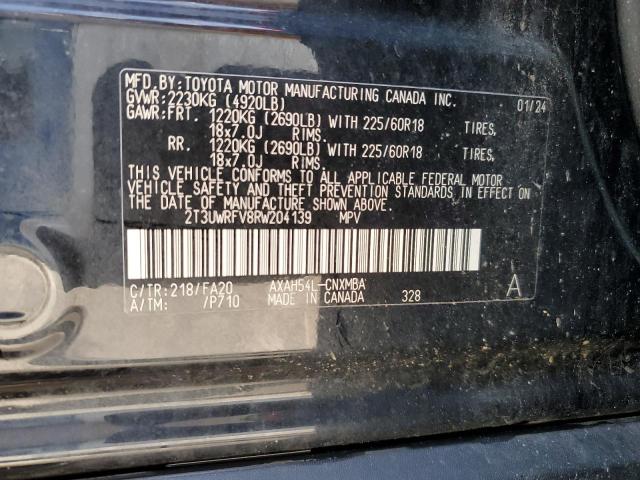 MFD. BY: TOYOTA MOTOR MANUFACTURING CANADA INC. 01/24
GVWR: 2230KG (4920LB)
GAWR: FRT. 1220KG (2690LB) WITH 225/60R18 TIRES,
18x7.0J RIMS,
RR. 1220KG (2690LB) WITH 225/60R18 TIRES,
18x7.0J RIMS,
THIS VEHICLE CONFORMS TO ALL APPLICABLE FEDERAL MOTOR
VEHICLE SAFETY AND THEFT PREVENTION STANDARDS IN EFFECT ON
THE DATE OF MANUFACTURE SHOWN ABOVE.
2T3UWRFV8RW204139 MPV
C/TR: 218/FA20 AXAH54L-CNXMBA A
A/TM: /P710 MADE IN CANADA 328